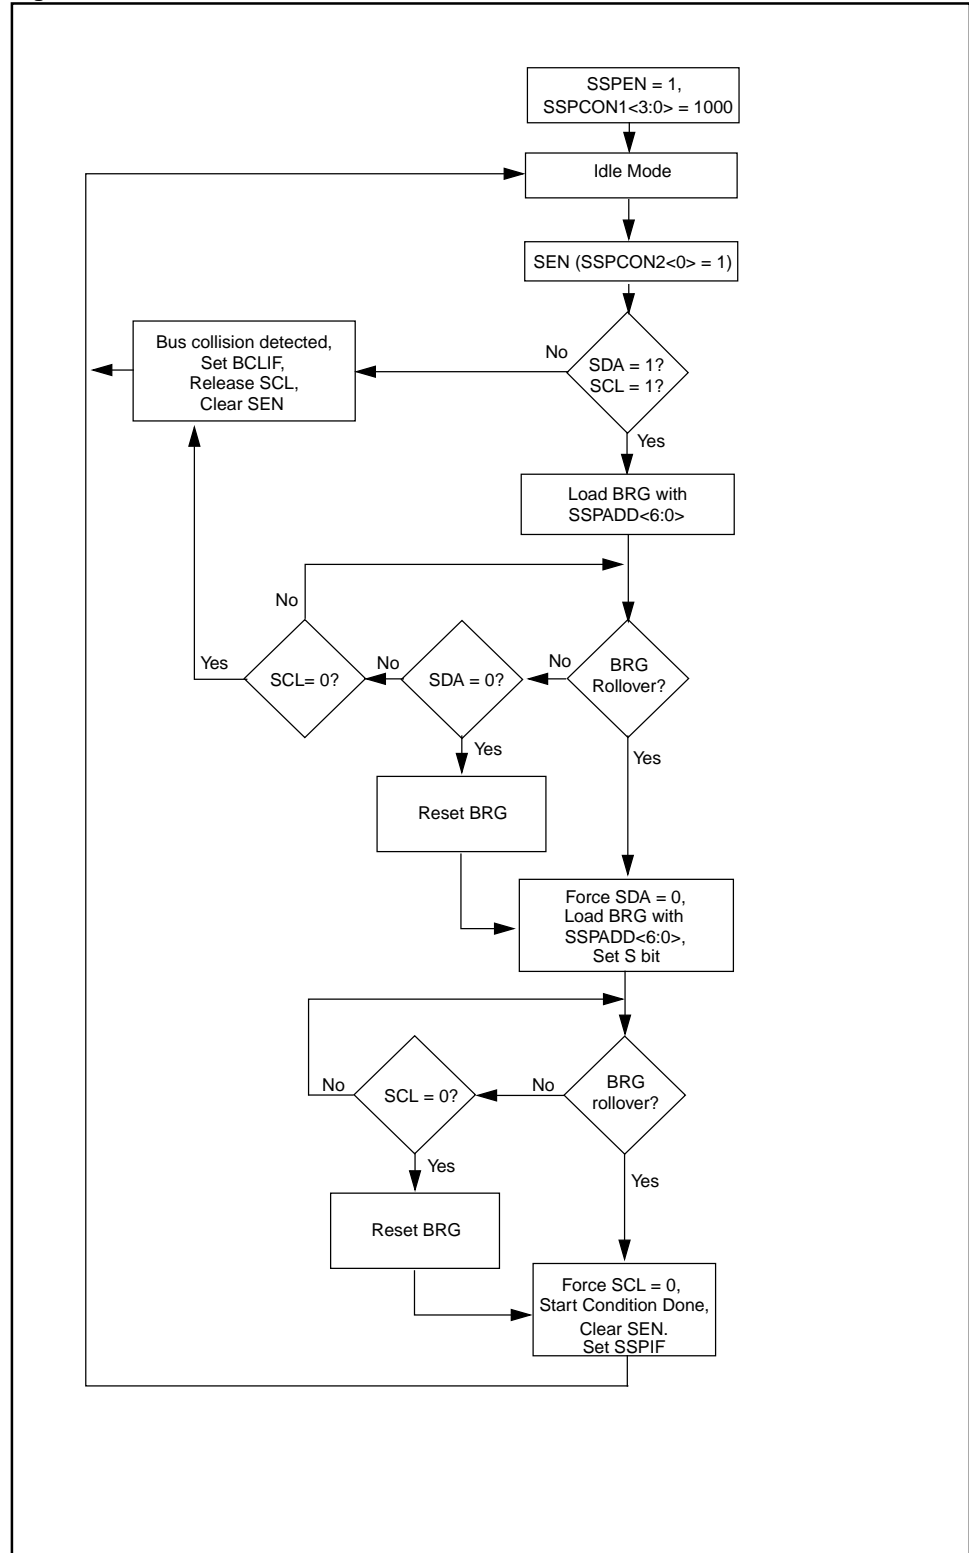 SSPEN = 1,
SSPCON1<3:0> = 1000
Idle Mode
SEN (SSPCON2<0> = 1)
Bus collision detected,
Set BCLIF,
Release SCL,
Clear SEN
No
SDA = 1?
SCL = 1?
Yes
Load BRG with
SSPADD<6:0>
No
Yes
SCL= 0?
No
SDA = 0?
No
BRG
Rollover?
Yes
Yes
Reset BRG
Force SDA = 0,
Load BRG with
SSPADD<6:0>,
Set S bit
No
SCL = 0?
No
BRG
rollover?
Yes
Yes
Reset BRG
Force SCL = 0,
Start Condition Done,
Clear SEN.
Set SSPIF